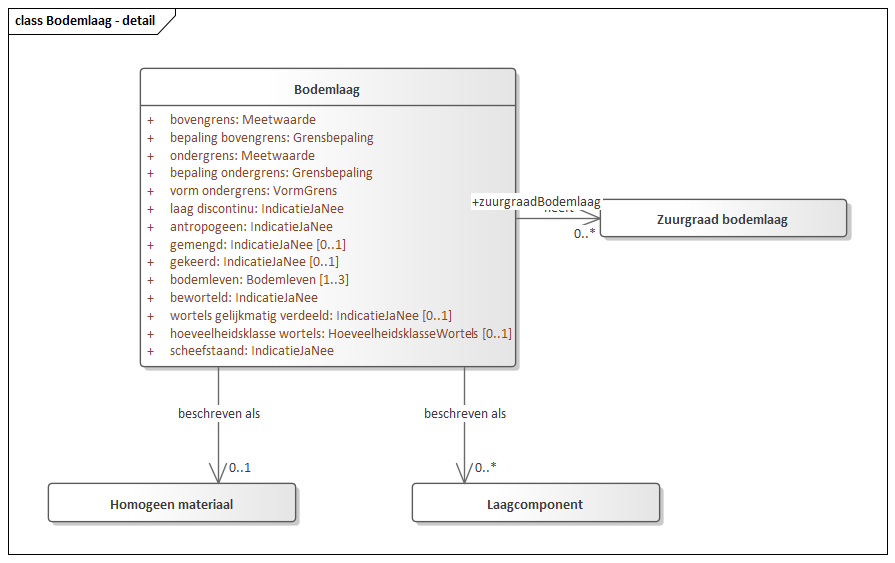 class Bodemlaag - detail
Bodemlaag
+ bovengrens: Meetwaarde
+ bepaling bovengrens: Grensbepaling
+ ondergrens: Meetwaarde
+ bepaling ondergrens: Grensbepaling
+ vorm ondergrens: VormGrens
+ laag discontinu: IndicatieJaNee
+ antropogeen: IndicatieJaNee
+ gemengd: IndicatieJaNee [0..1]
+ gekeerd: IndicatieJaNee [0..1]
+ bodemleven: Bodemleven [1..3]
+ beworteld: IndicatieJaNee
+ wortels gelijkmatig verdeeld: IndicatieJaNee [0..1]
+ hoeveelheidsklasse wortels: HoeveelheidsklasseWortels [0..1]
+ scheefstaand: IndicatieJaNee
+zuurgraadBodemlaag
0..*
Zuurgraad bodemlaag
beschreven als
beschreven als
0..1
0..*
Homogeen materiaal
Laagcomponent